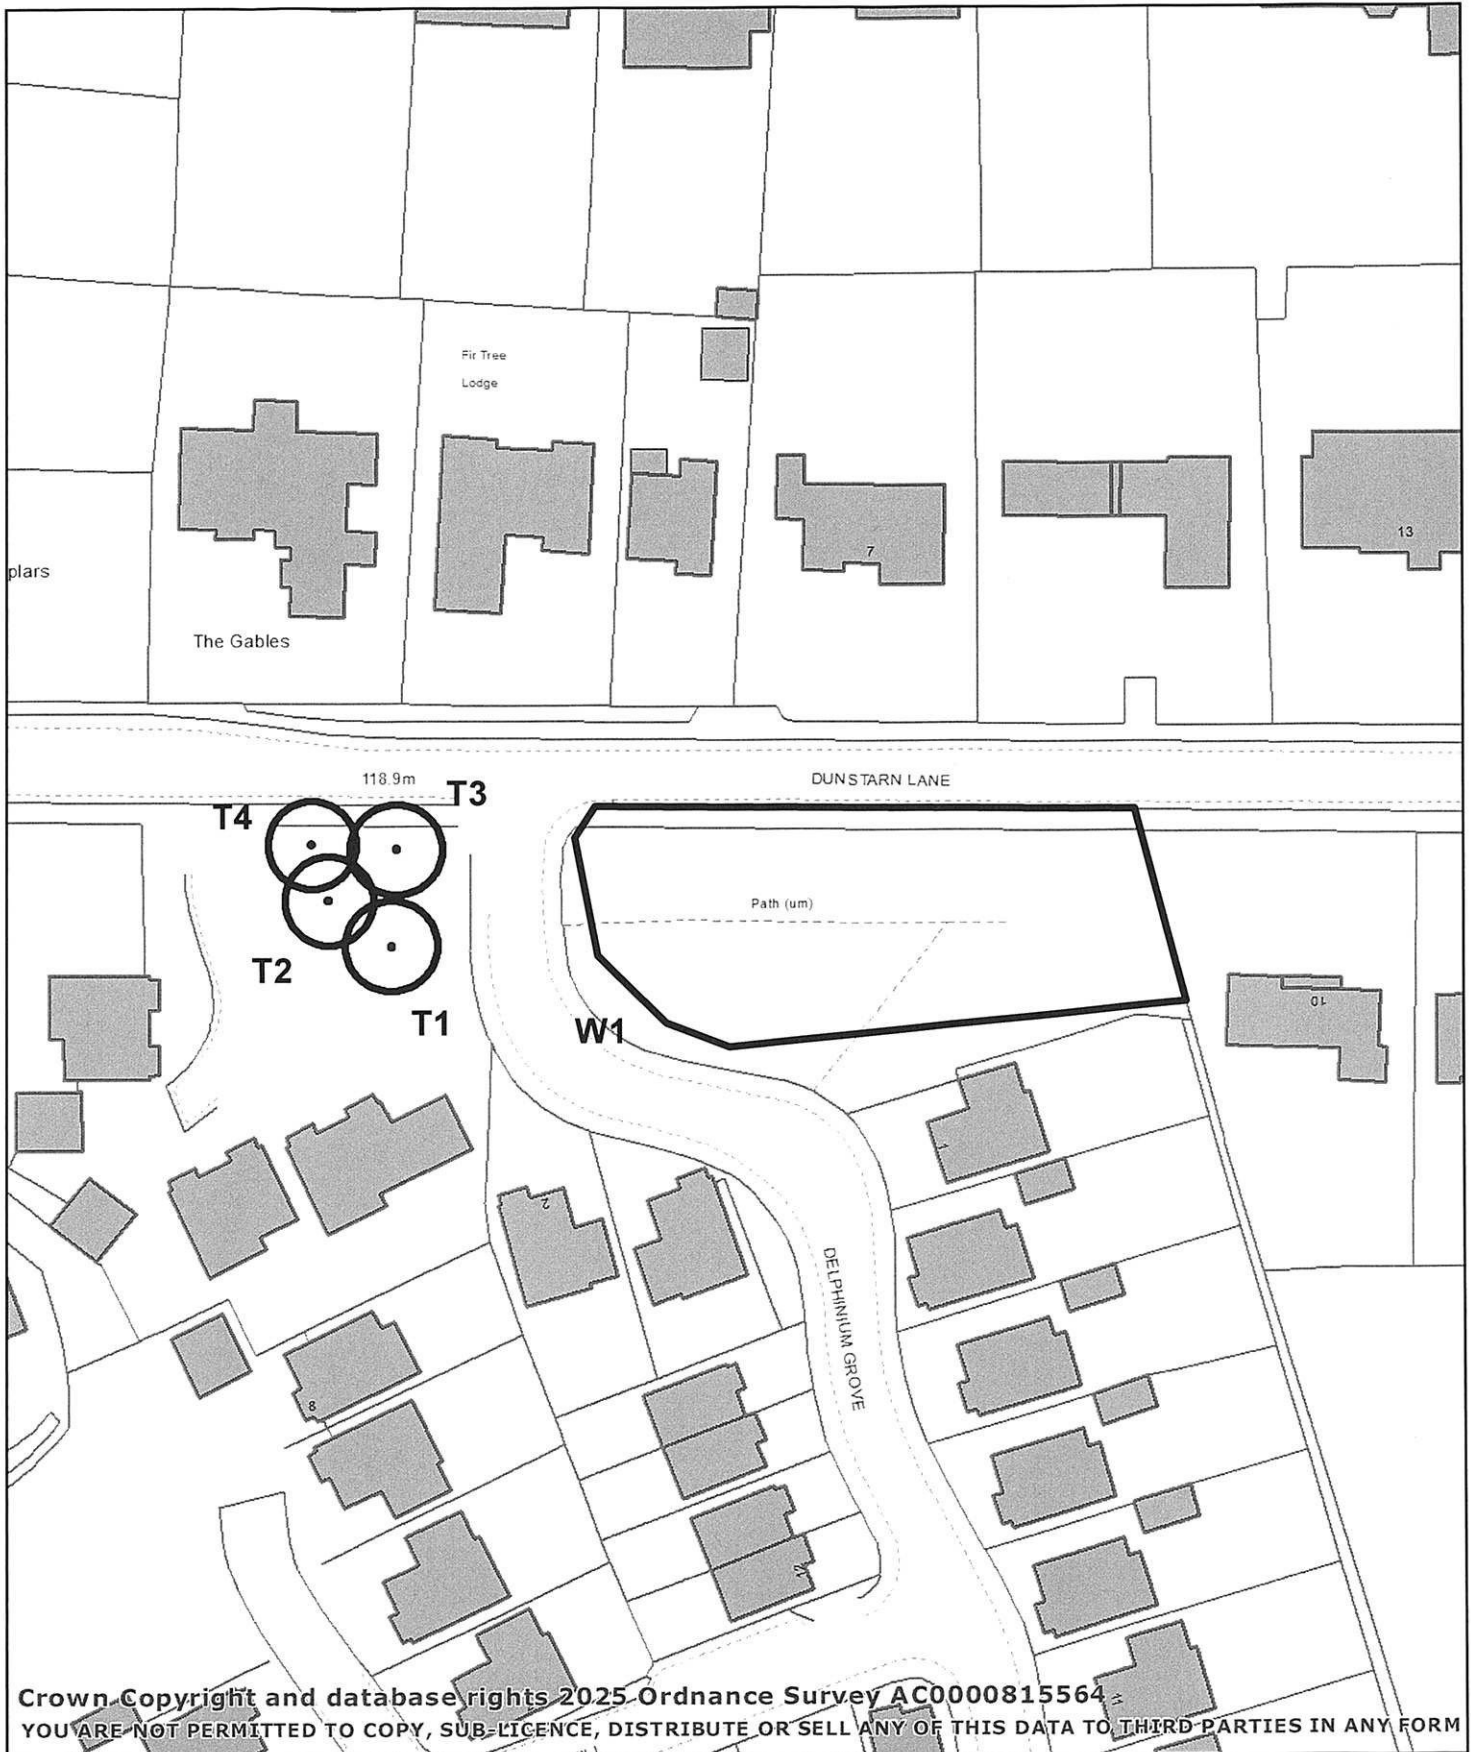 Fir Tree
Lodge
7
13
plars
The Gables
118.9m
T3
DUNSTARN LANE
T4
Path (um)
T2
10
T1
W1
1
2
DELPHINIUM GROVE
8
12
11
Crown Copyright and database rights 2025 Ordnance Survey AC0000815564
YOU ARE NOT PERMITTED TO COPY, SUB-LICENCE, DISTRIBUTE OR SELL ANY OF THIS DATA TO THIRD PARTIES IN ANY FORM